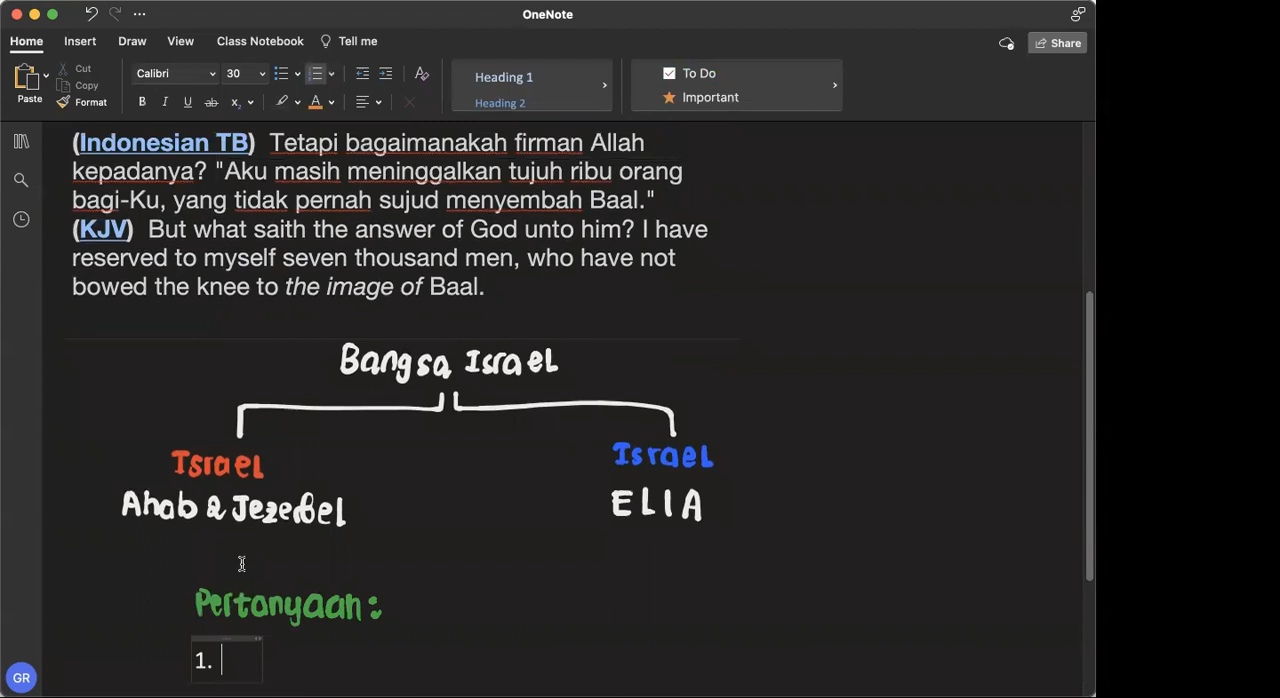 OneNote
Home Insert Draw View Class Notebook Tell me
Share
Paste
Cut
Copy
Format
Calibri 30
B I U ab x₂ A
Heading 1
Heading 2
To Do
Important
(Indonesian TB) Tetapi bagaimanakah firman Allah
kepadanya? "Aku masih meninggalkan tujuh ribu orang
bagi-Ku, yang tidak pernah sujud menyembah Baal."
(KJV) But what saith the answer of God unto him? I have
reserved to myself seven thousand men, who have not
bowed the knee to the image of Baal.
Bangsa Israel
Israel Israel
Ahab & Jezebel ELIA
Pertanyaan:
1.
GR